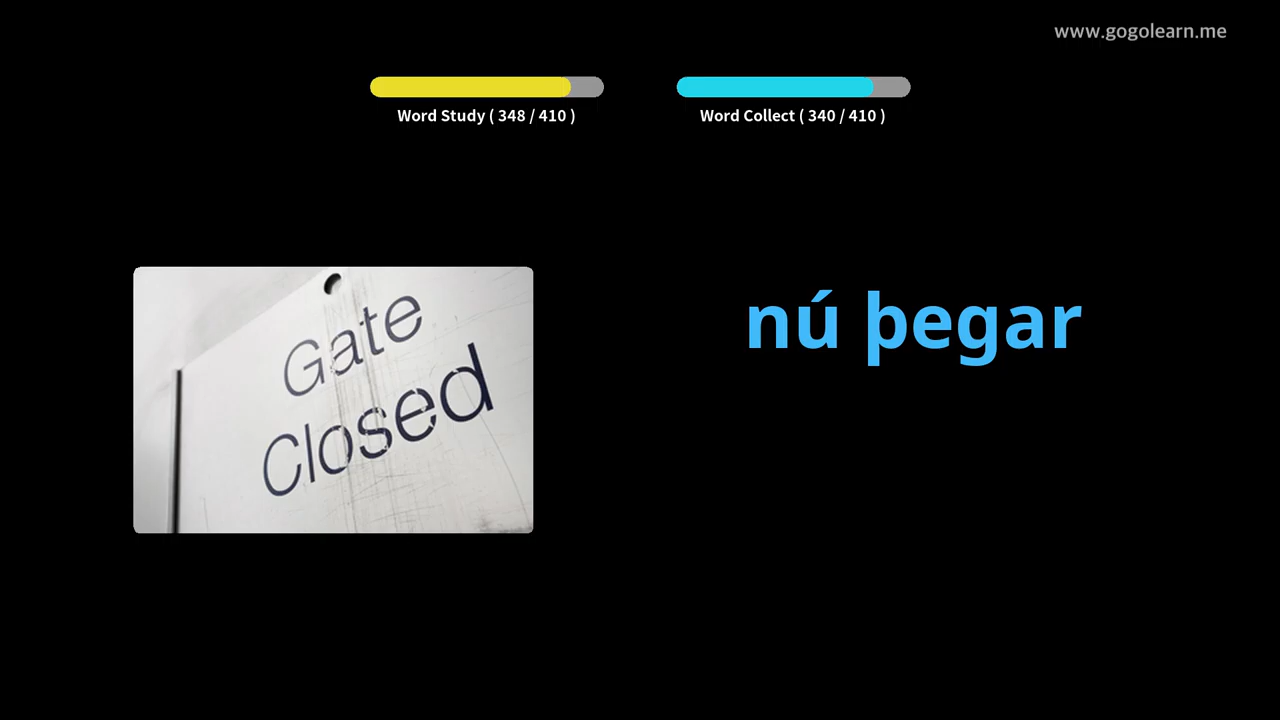 www.gogolearn.me
Word Study ( 348 / 410 )
Word Collect ( 340 / 410 )
Gate
Closed
nú þegar